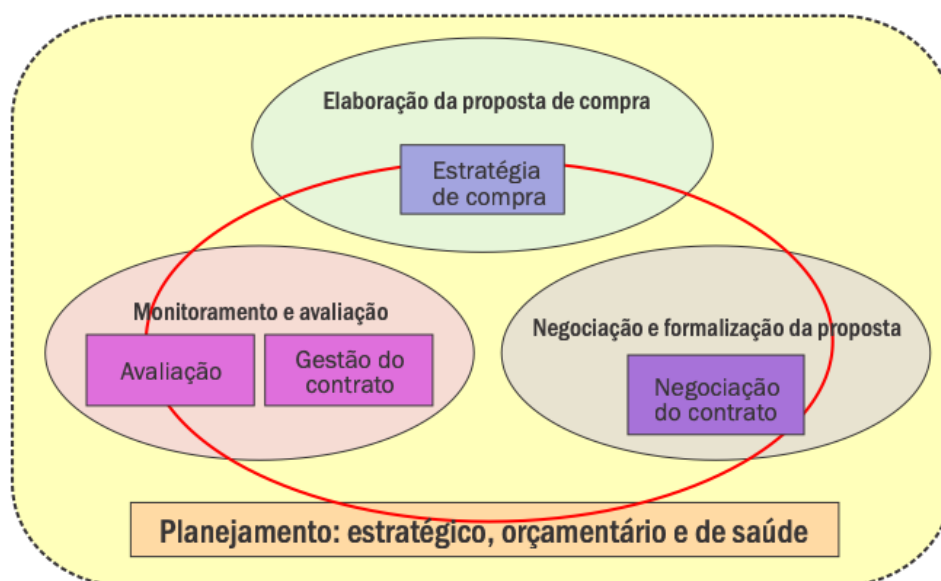 Elaboração da proposta de compra
Estratégia
de compra
Monitoramento e avaliação
Avaliação
Gestão do
contrato
Negociação e formalização da proposta
Negociação
do contrato
Planejamento: estratégico, orçamentário e de saúde